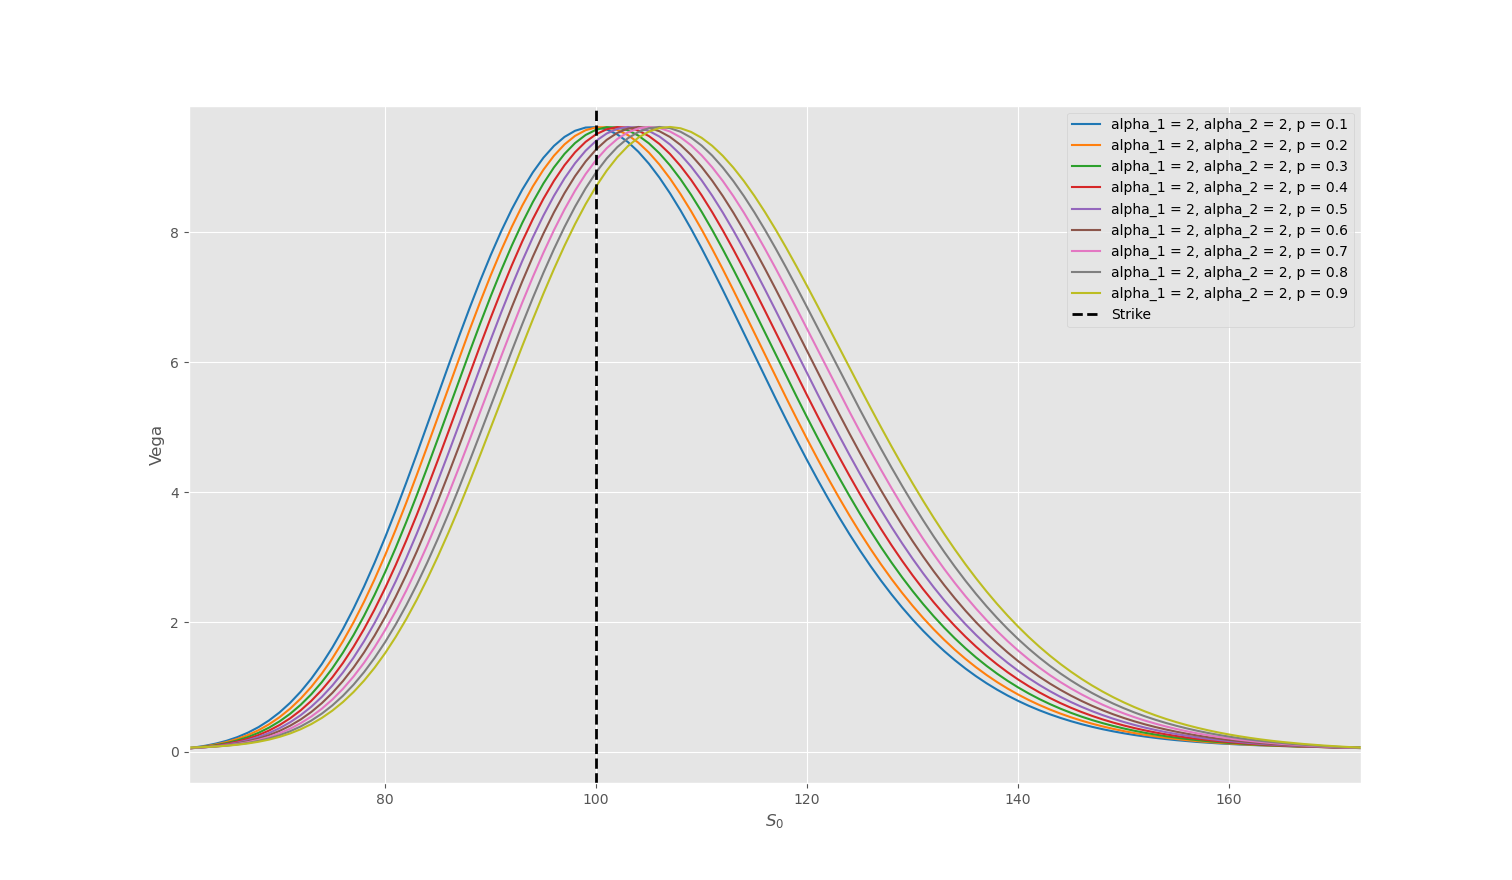 alpha_1 = 2, alpha_2 = 2, p = 0.1
alpha_1 = 2, alpha_2 = 2, p = 0.2
alpha_1 = 2, alpha_2 = 2, p = 0.3
alpha_1 = 2, alpha_2 = 2, p = 0.4
alpha_1 = 2, alpha_2 = 2, p = 0.5
alpha_1 = 2, alpha_2 = 2, p = 0.6
alpha_1 = 2, alpha_2 = 2, p = 0.7
alpha_1 = 2, alpha_2 = 2, p = 0.8
alpha_1 = 2, alpha_2 = 2, p = 0.9
Strike
8
6
Vega
4
2
0
80 100 120 140 160
S₀